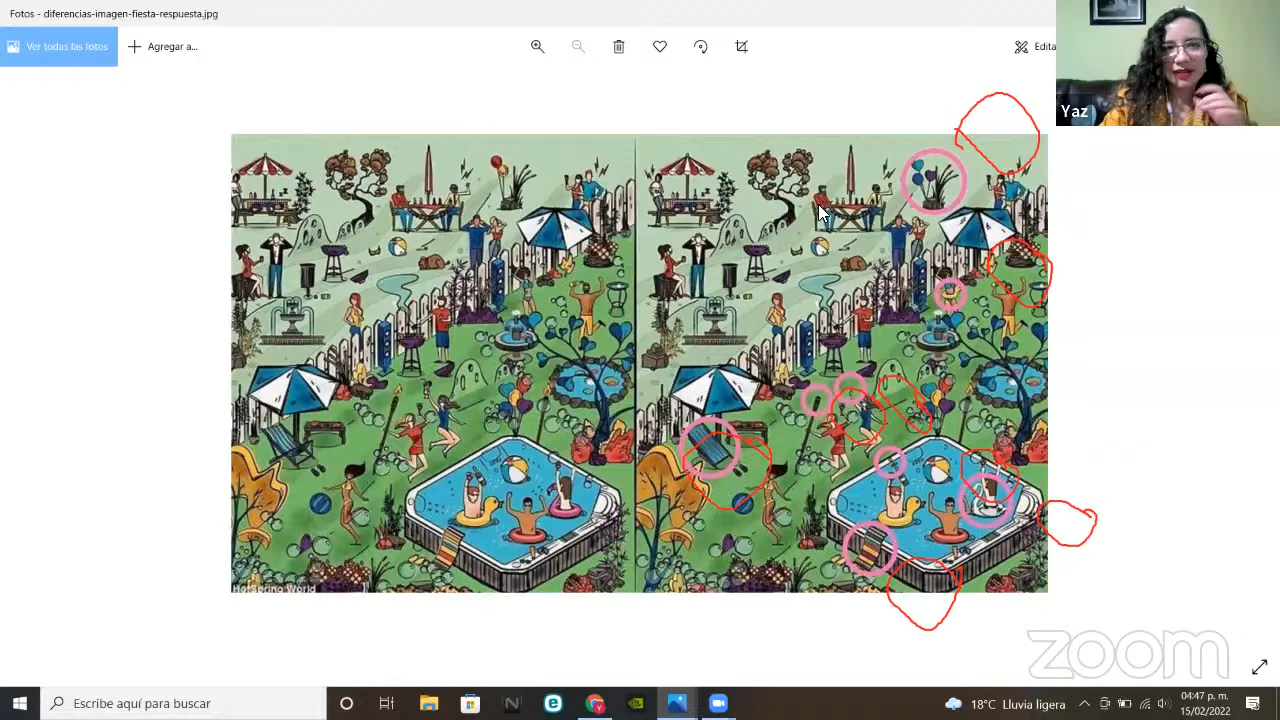 Fotos - diferencias-imagen-fiesta-respuesta.jpg
Ver todas las fotos
Agregar a...
Edita
Yaz
HotSpring World
zoom
Escribe aquí para buscar
18°C Lluvia ligera
04:47 p. m.
15/02/2022